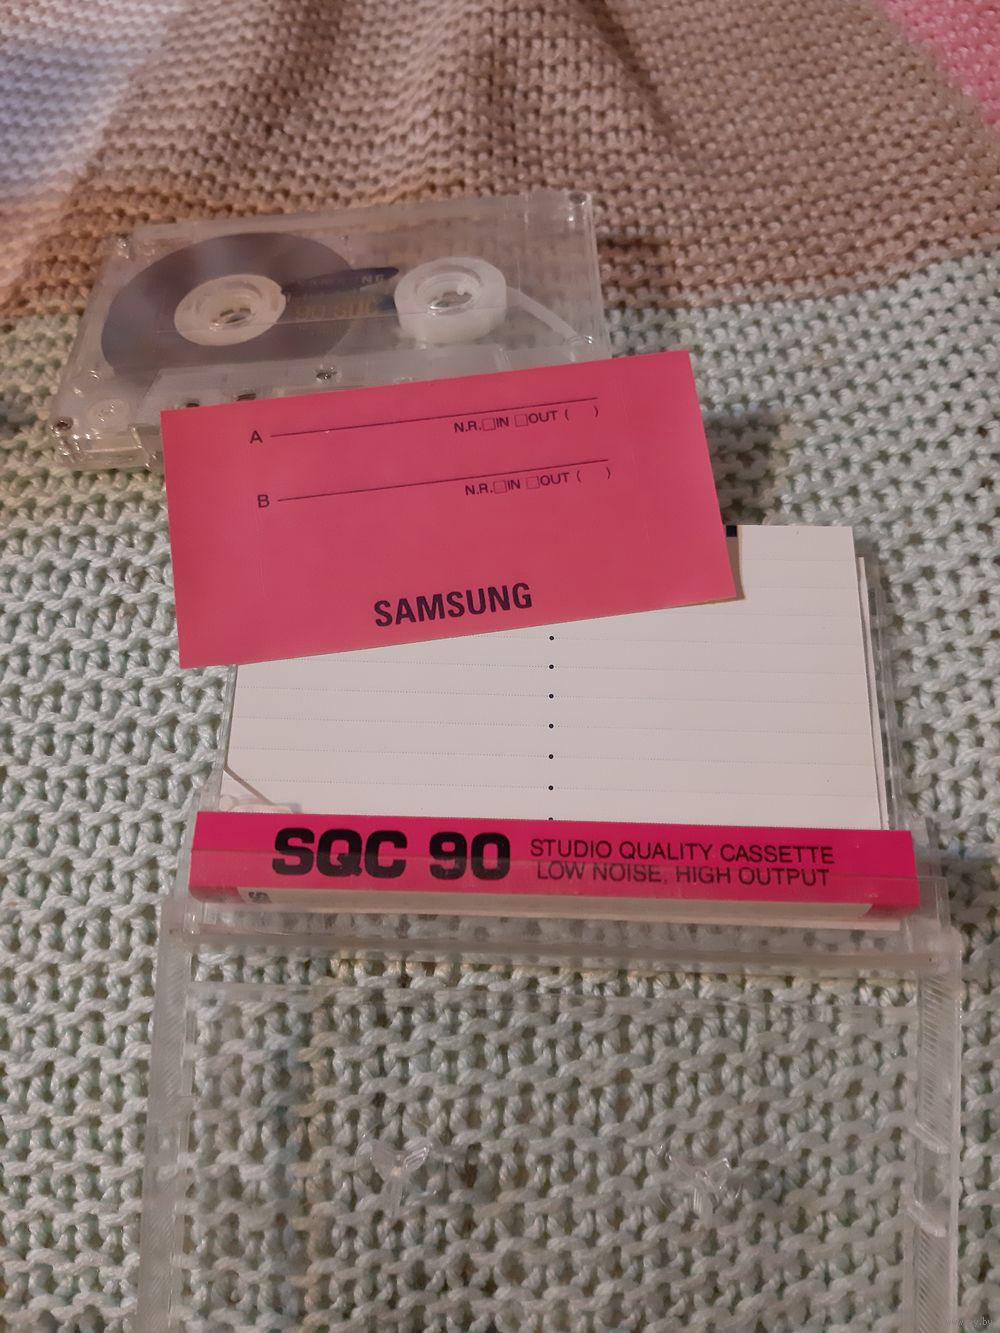 A N.R.□IN □OUT ( )
B N.R.□IN □OUT ( )
SAMSUNG
SQC 90
STUDIO QUALITY CASSETTE
LOW NOISE, HIGH OUTPUT